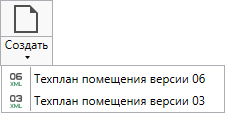 Создать
06 XML Техплан помещения версии 06
03 XML Техплан помещения версии 03